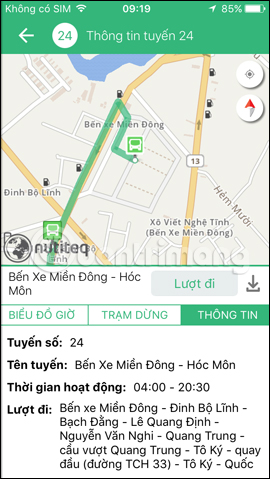 Không có SIM 09:19 85%
24 Thông tin tuyến 24
Bến xe Miền Đông
13
Đinh Bộ Lĩnh
Hẻm Mười
Xô Viết Nghệ Tĩnh
(Bến xe Miền Đông)
nutiteq
Quantrimang
Bến Xe Miền Đông - Hóc
Môn
Lượt đi
BIỂU ĐỒ GIỜ TRẠM DỪNG THÔNG TIN
Tuyến số: 24
Tên tuyến: Bến Xe Miền Đông - Hóc Môn
Thời gian hoạt động: 04:00 - 20:30
Lượt đi: Bến xe Miền Đông - Đinh Bộ Lĩnh -
Bạch Đằng - Lê Quang Định -
Nguyễn Văn Nghi - Quang Trung -
cầu vượt Quang Trung - Tô Ký - quay
đầu (đường TCH 33) - Tô Ký - Quốc